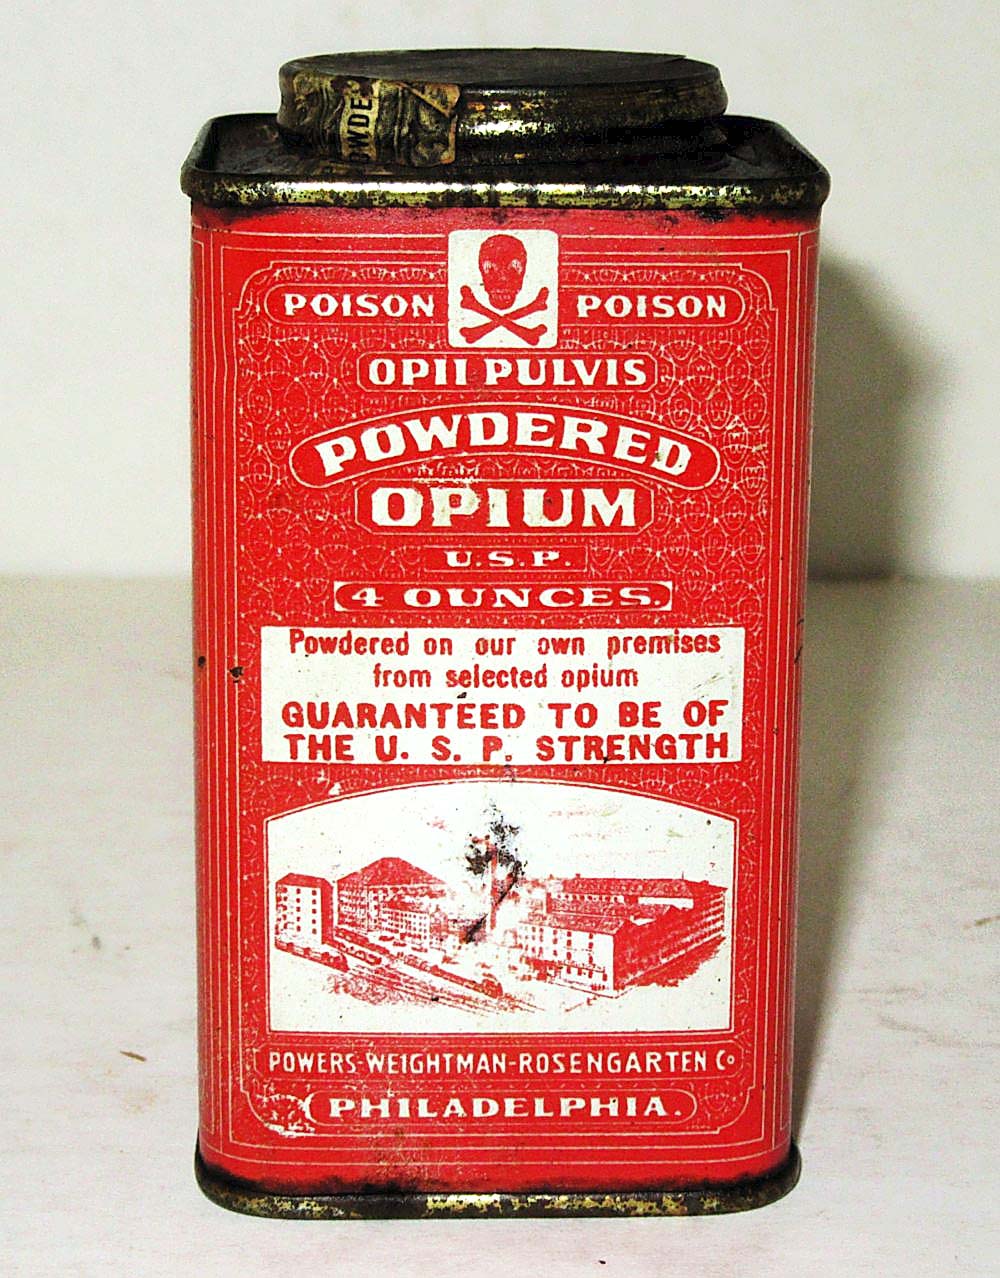 OWDE
POISON POISON
OPII PULVIS
POWDERED
OPIUM
U.S.P.
4 OUNCES.
Powdered on our own premises
from selected opium
GUARANTEED TO BE OF
THE U. S. P. STRENGTH
POWERS-WEIGHTMAN-ROSENGARTEN Co
PHILADELPHIA.